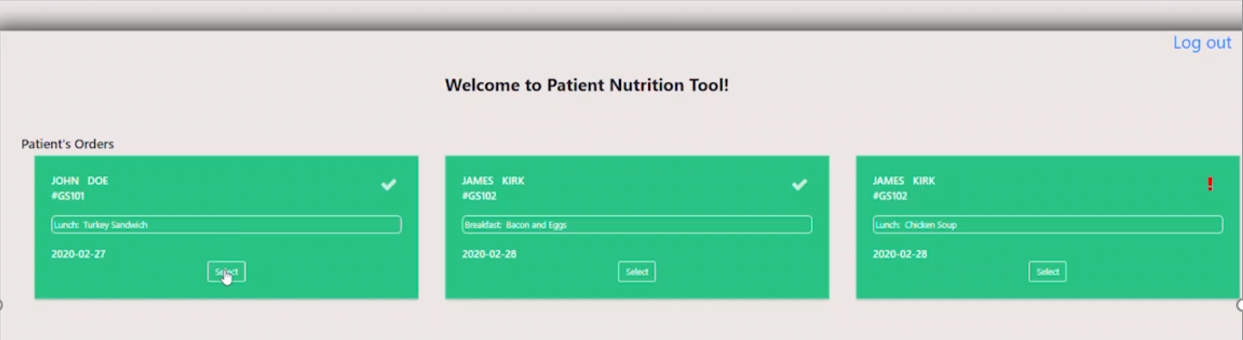 Log out
Welcome to Patient Nutrition Tool!
Patient's Orders
JOHN DOE
#GS101
Lunch: Turkey Sandwich
2020-02-27
Select
JAMES KIRK
#GS102
Breakfast: Bacon and Eggs
2020-02-28
Select
JAMES KIRK
#GS102
!
Lunch: Chicken Soup
2020-02-28
Select